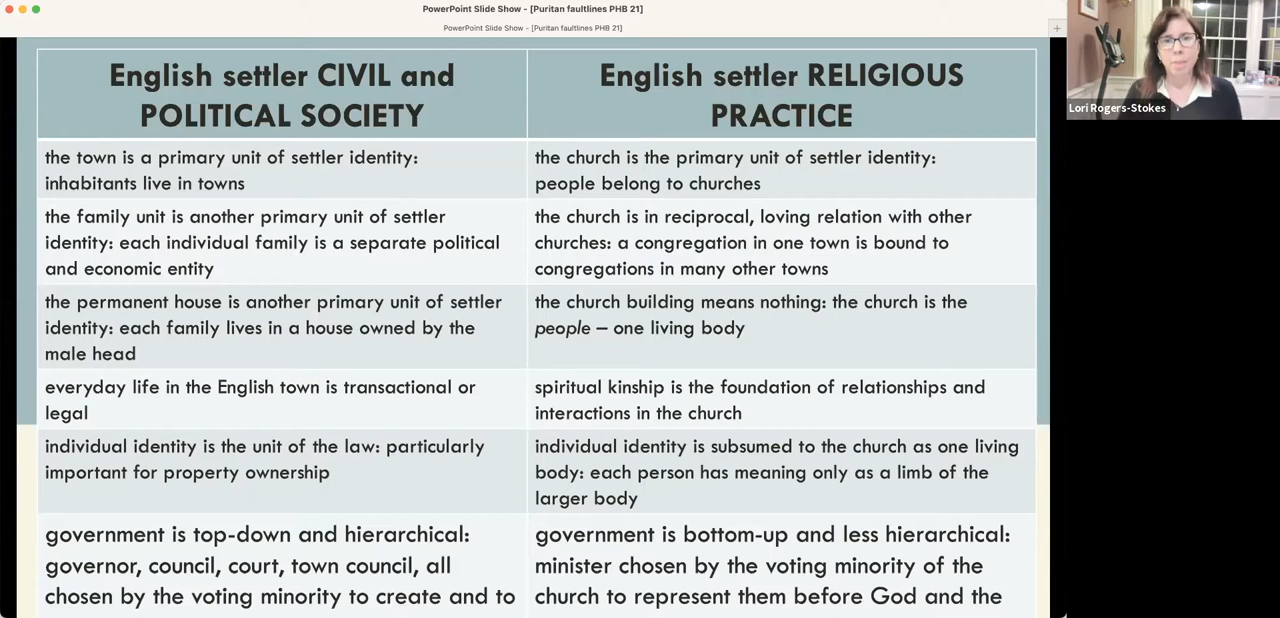 PowerPoint Slide Show - [Puritan faultlines PHB 21]
PowerPoint Slide Show - [Puritan faultlines PHB 21]
Lori Rogers-Stokes
English settler CIVIL and
POLITICAL SOCIETY
English settler RELIGIOUS
PRACTICE
the town is a primary unit of settler identity:
inhabitants live in towns
the church is the primary unit of settler identity:
people belong to churches
the family unit is another primary unit of settler
identity: each individual family is a separate political
and economic entity
the church is in reciprocal, loving relation with other
churches: a congregation in one town is bound to
congregations in many other towns
the permanent house is another primary unit of settler
identity: each family lives in a house owned by the
male head
the church building means nothing: the church is the
people – one living body
everyday life in the English town is transactional or
legal
spiritual kinship is the foundation of relationships and
interactions in the church
individual identity is the unit of the law: particularly
important for property ownership
individual identity is subsumed to the church as one living
body: each person has meaning only as a limb of the
larger body
government is top-down and hierarchical:
governor, council, court, town council, all
chosen by the voting minority to create and to
government is bottom-up and less hierarchical:
minister chosen by the voting minority of the
church to represent them before God and the